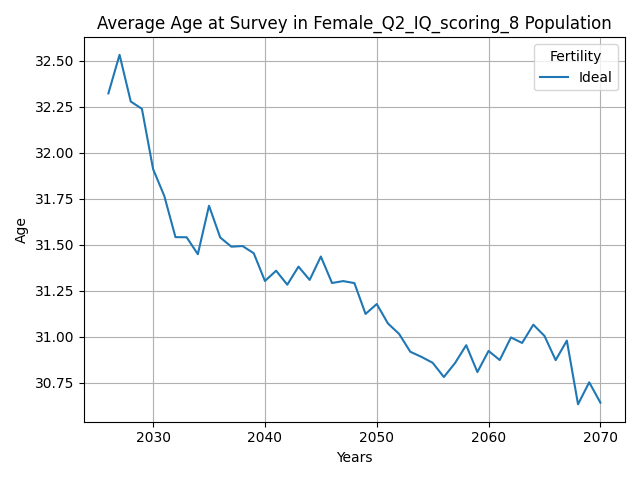 Average Age at Survey in Female_Q2_IQ_scoring_8 Population
Fertility
Ideal
32.50
32.25
32.00
31.75
31.50
31.25
31.00
30.75
Age
2030 2040 2050 2060 2070
Years